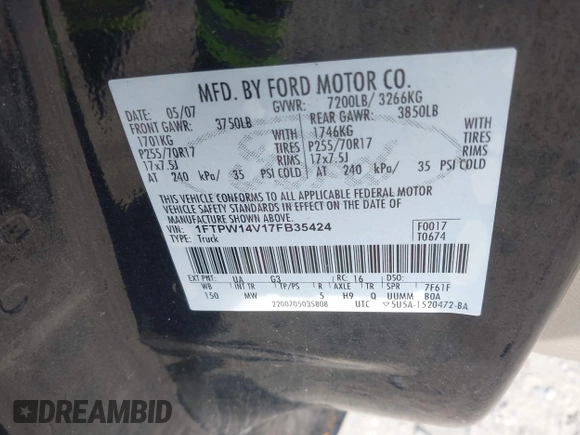 MFD. BY FORD MOTOR CO.
DATE: 05/07 GVWR: 7200LB/ 3266KG
FRONT GAWR: 3750LB REAR GAWR: 3850LB
1701KG WITH 1746KG WITH
P255/70R17 TIRES P255/70R17 TIRES
17x7.5J RIMS 17x7.5J RIMS
AT 240 kPa/ 35 PSI COLD AT 240 kPa/ 35 PSI COLD
THIS VEHICLE CONFORMS TO ALL APPLICABLE FEDERAL MOTOR
VEHICLE SAFETY STANDARDS IN EFFECT ON THE DATE OF
MANUFACTURE SHOWN ABOVE.
VIN: 1FTPW14V17FB35424 F0017
TYPE: Truck T0674
EXT PNT: UA G3 RC: 16 DSO:
WB INT TR TP/PS R AXLE TR SPR 7F61F
150 MW 5 H9 Q UUMM BOA
2200705035808 UTC ▽5U5A-1520472-BA
DREAMBID